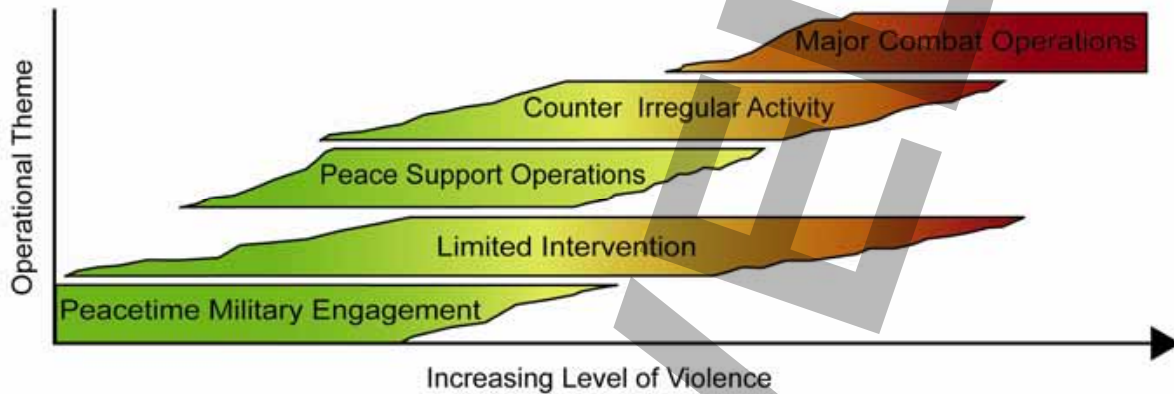 Major Combat Operations
Counter Irregular Activity
Peace Support Operations
Limited Intervention
Peacetime Military Engagement
Operational Theme
Increasing Level of Violence